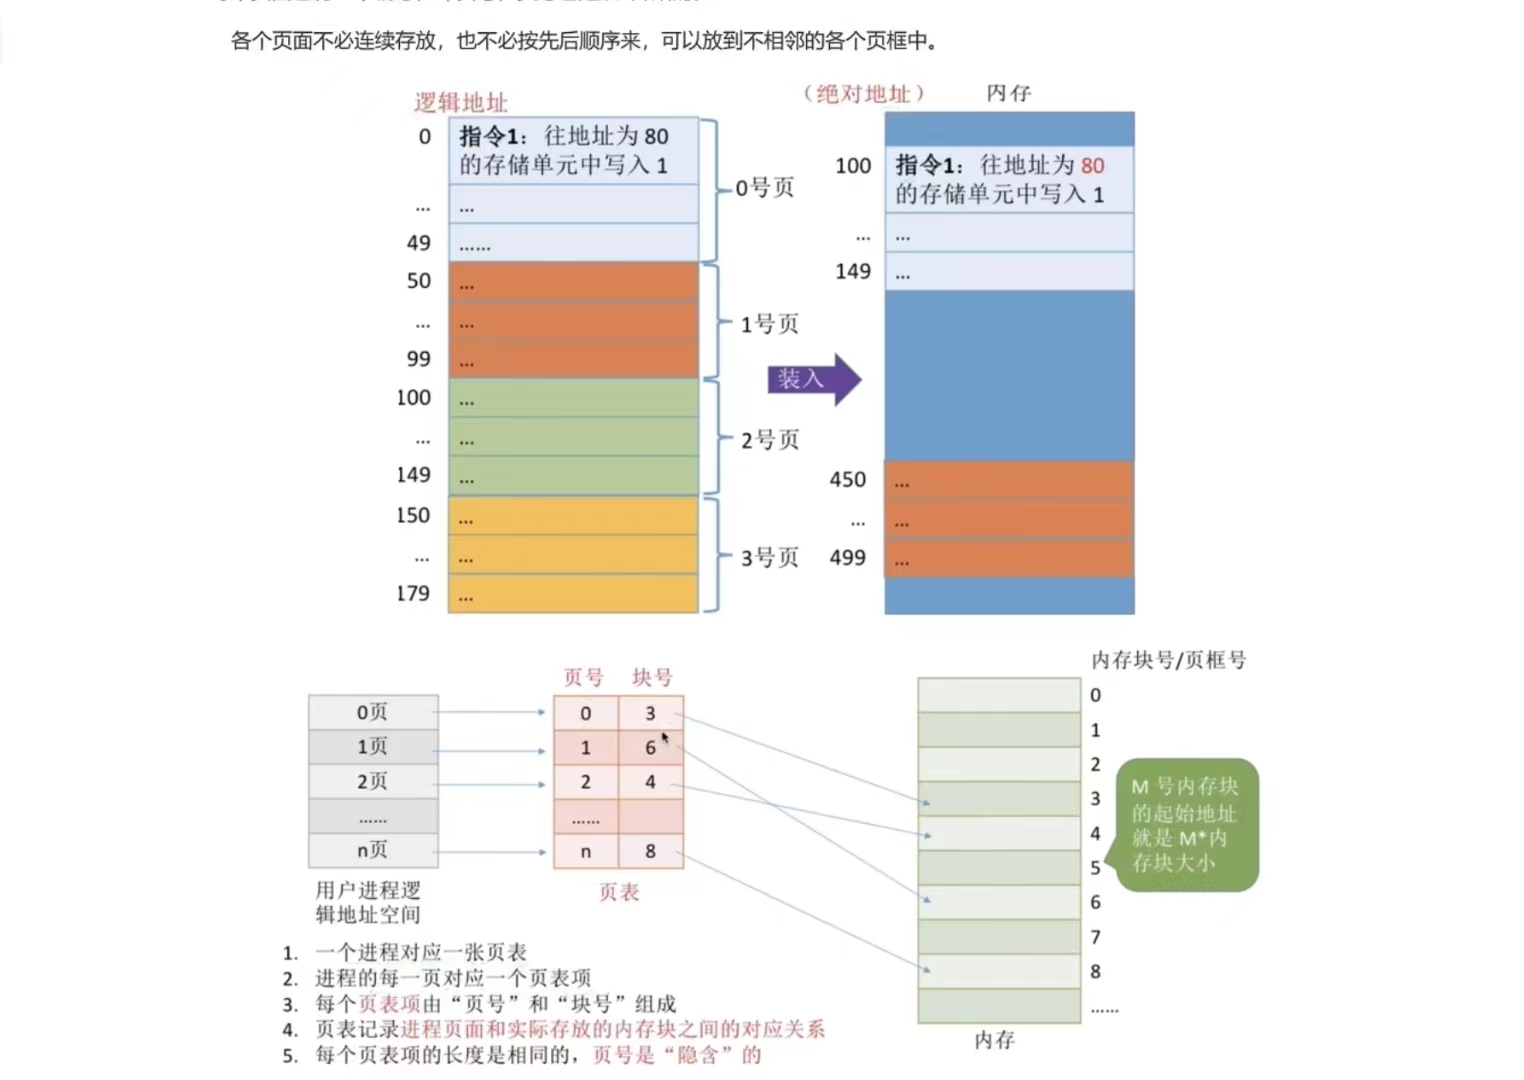 各个页面不必连续存放，也不必按先后顺序来，可以放到不相邻的各个页框中。
逻辑地址
0
指令1：往地址为 80
的存储单元中写入 1
...
...
49
......
0号页
50
...
...
...
99
...
1号页
100
...
...
...
149
...
2号页
150
...
...
...
179
...
3号页
装入
（绝对地址）
内存
100
指令1：往地址为 80
的存储单元中写入 1
...
...
149
...
450
...
...
...
499
...
0页
1页
2页
......
n页
用户进程逻
辑地址空间
页号 块号
0 3
1 6
2 4
......
n 8
页表
内存块号/页框号
0
1
2
3
4
5
6
7
8
......
内存
M 号内存块
的起始地址
就是 M*内
存块大小
1. 一个进程对应一张页表
2. 进程的每一页对应一个页表项
3. 每个页表项由“页号”和“块号”组成
4. 页表记录进程页面和实际存放的内存块之间的对应关系
5. 每个页表项的长度是相同的，页号是“隐含”的